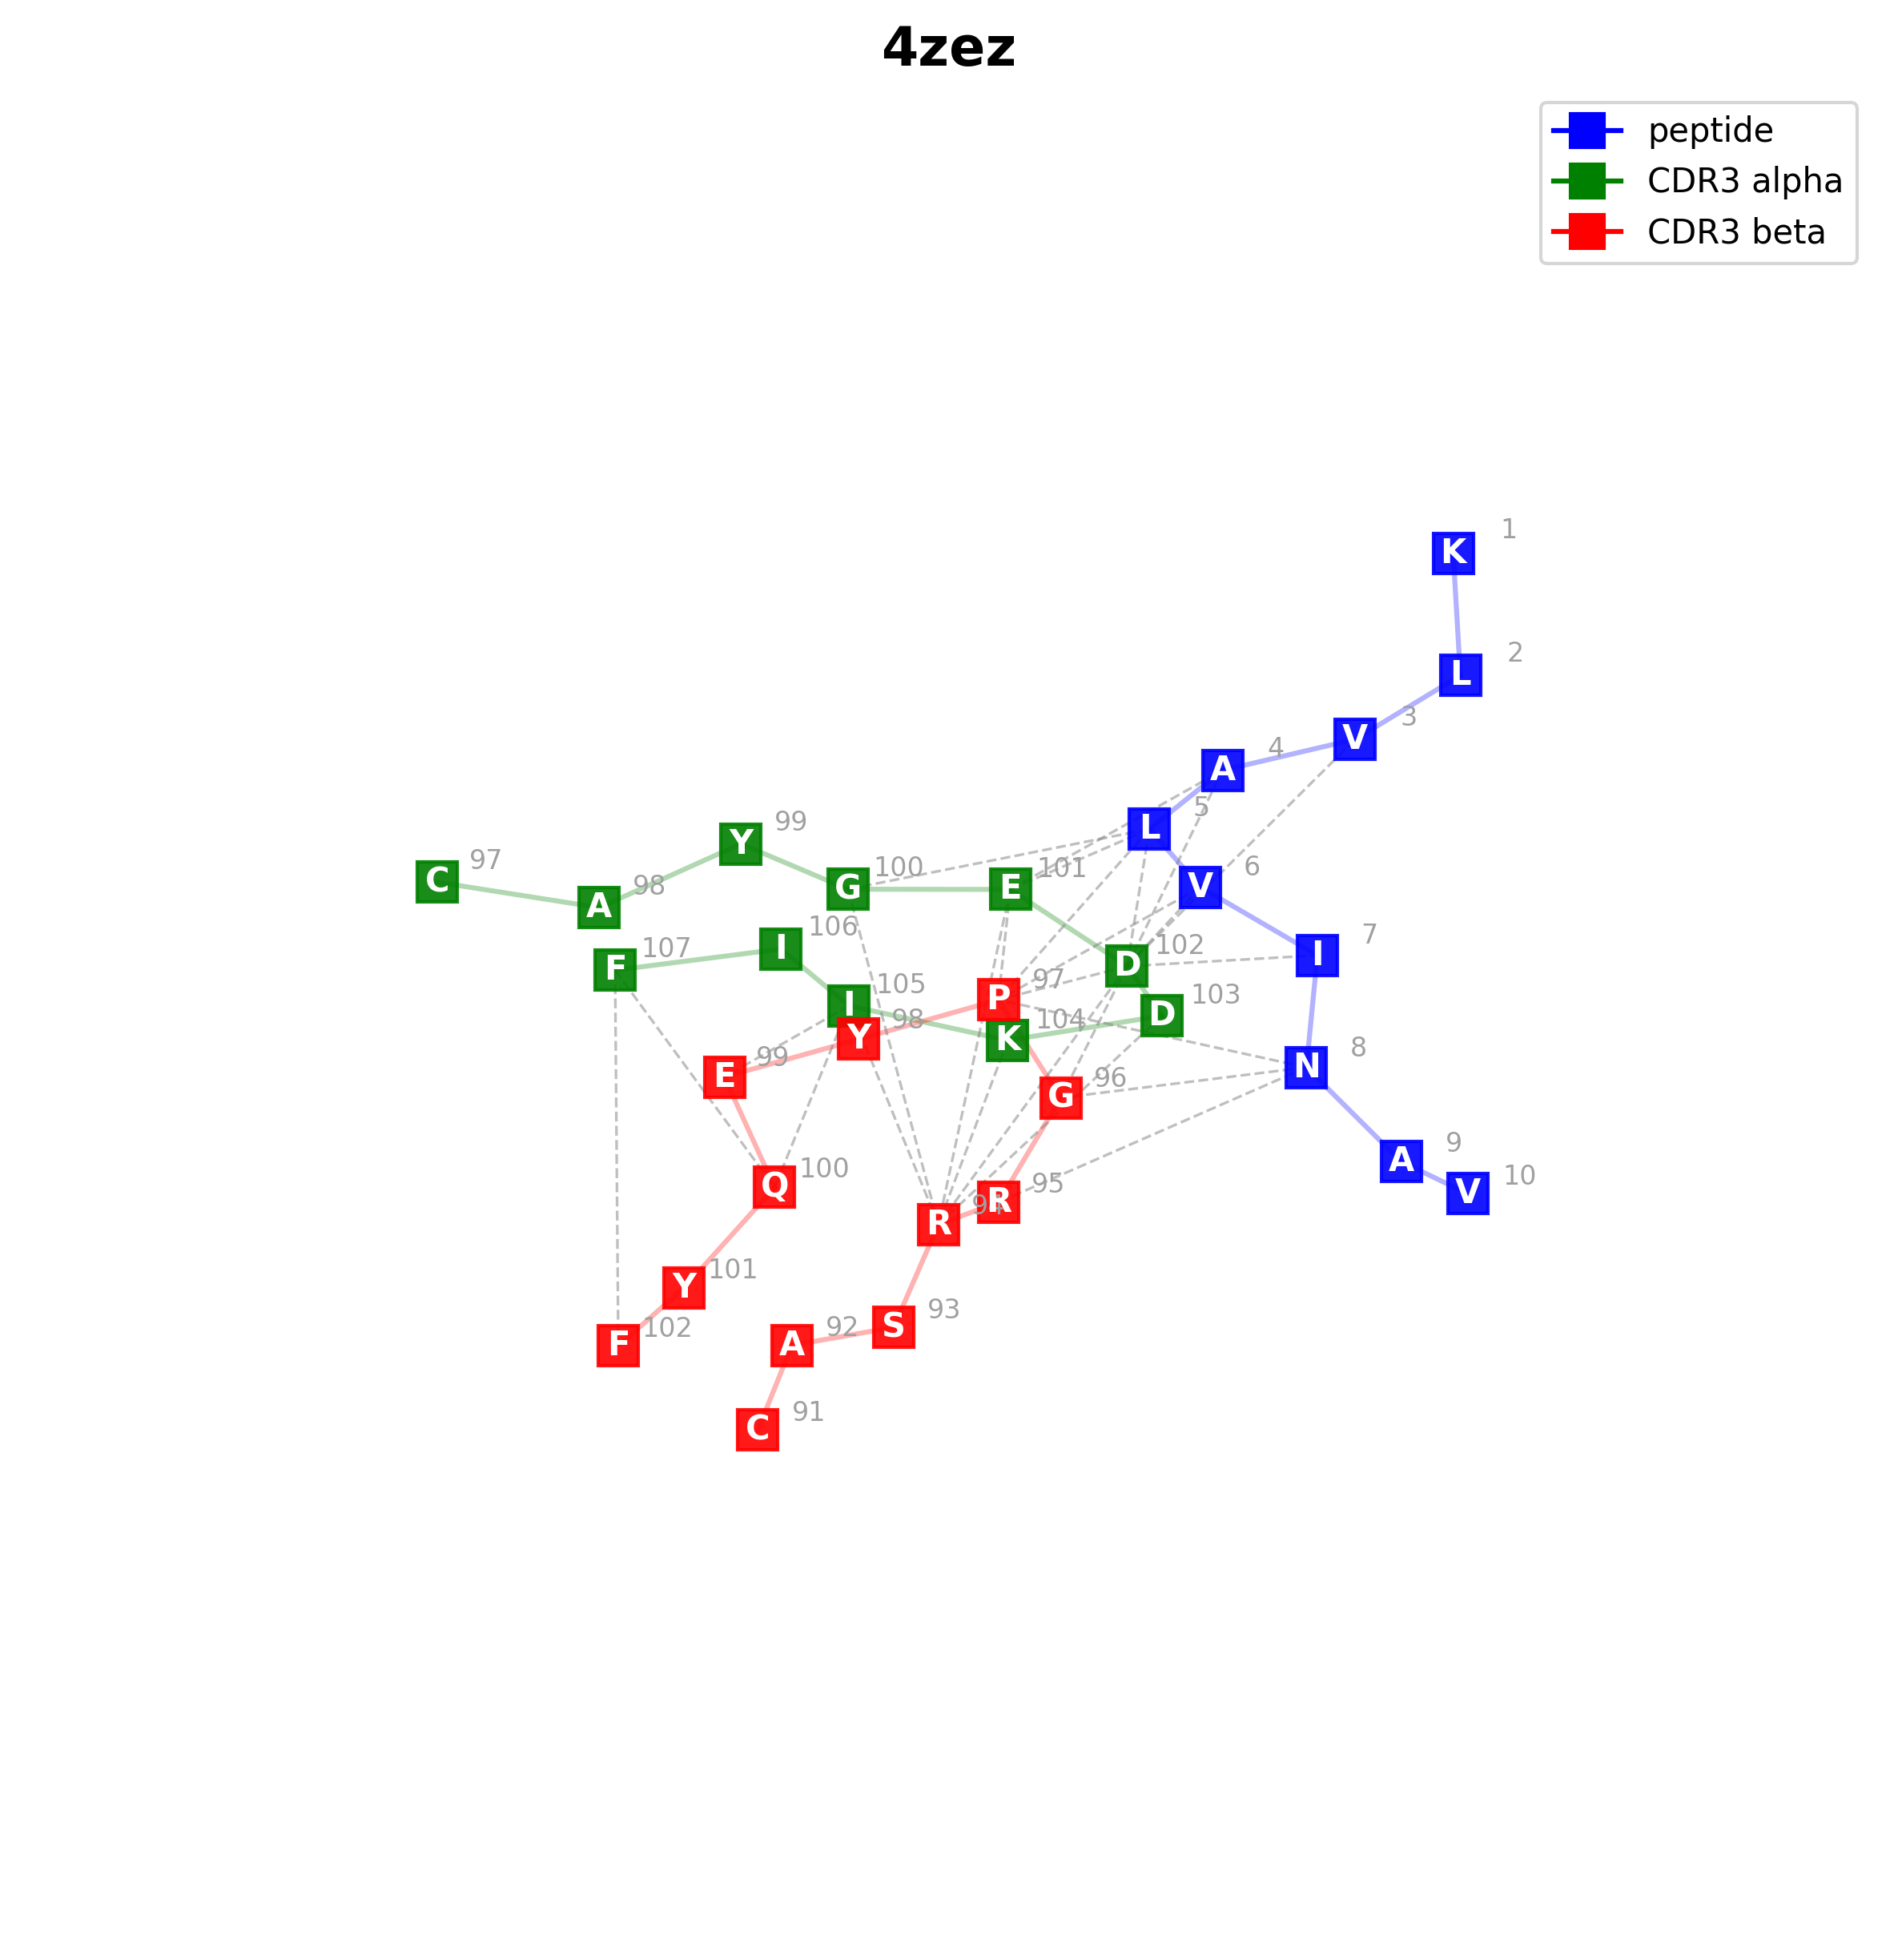 4zez
peptide
CDR3 alpha
CDR3 beta
K 1
L 2
V 3
A 4
L 5
V 6
I 7
N 8
A 9
V 10
C 97
A 98
Y 99
G 100
E 101
D 102
D 103
K 104
I 105
I 106
F 107
C 91
A 92
S 93
R 94
R 95
G 96
P 97
Y 98
E 99
Q 100
Y 101
F 102